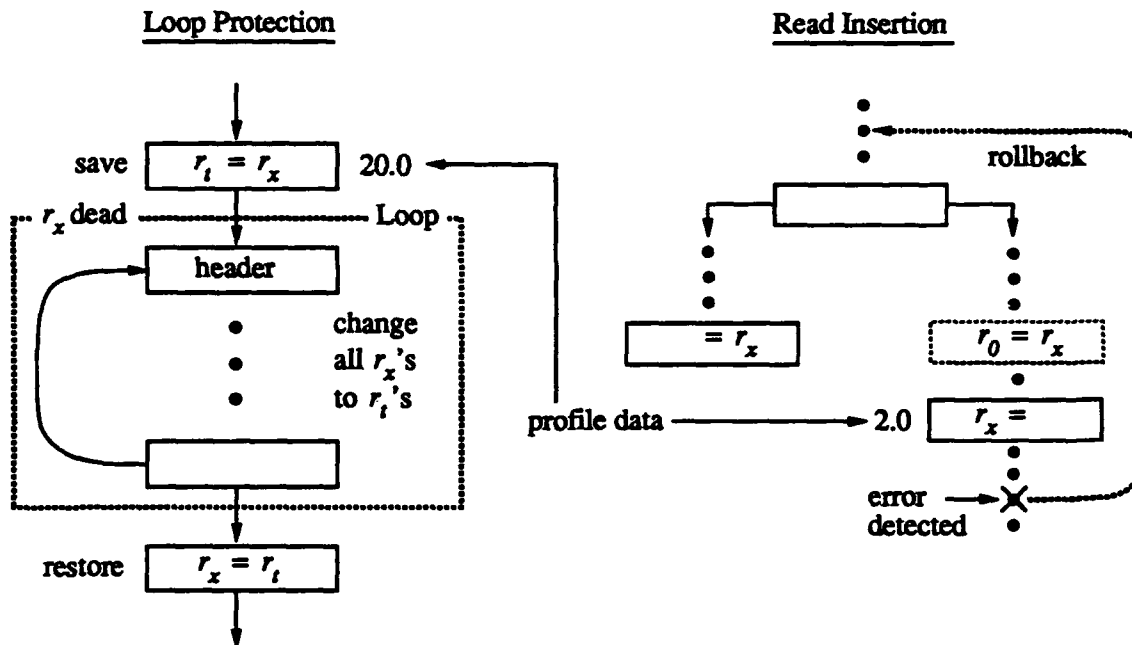 Loop Protection
save
r_t = r_x
20.0
r_x dead
Loop
header
change
all r_x's
to r_t's
restore
r_x = r_t
Read Insertion
rollback
= r_x
r_0 = r_x
profile data
2.0
r_x =
error
detected